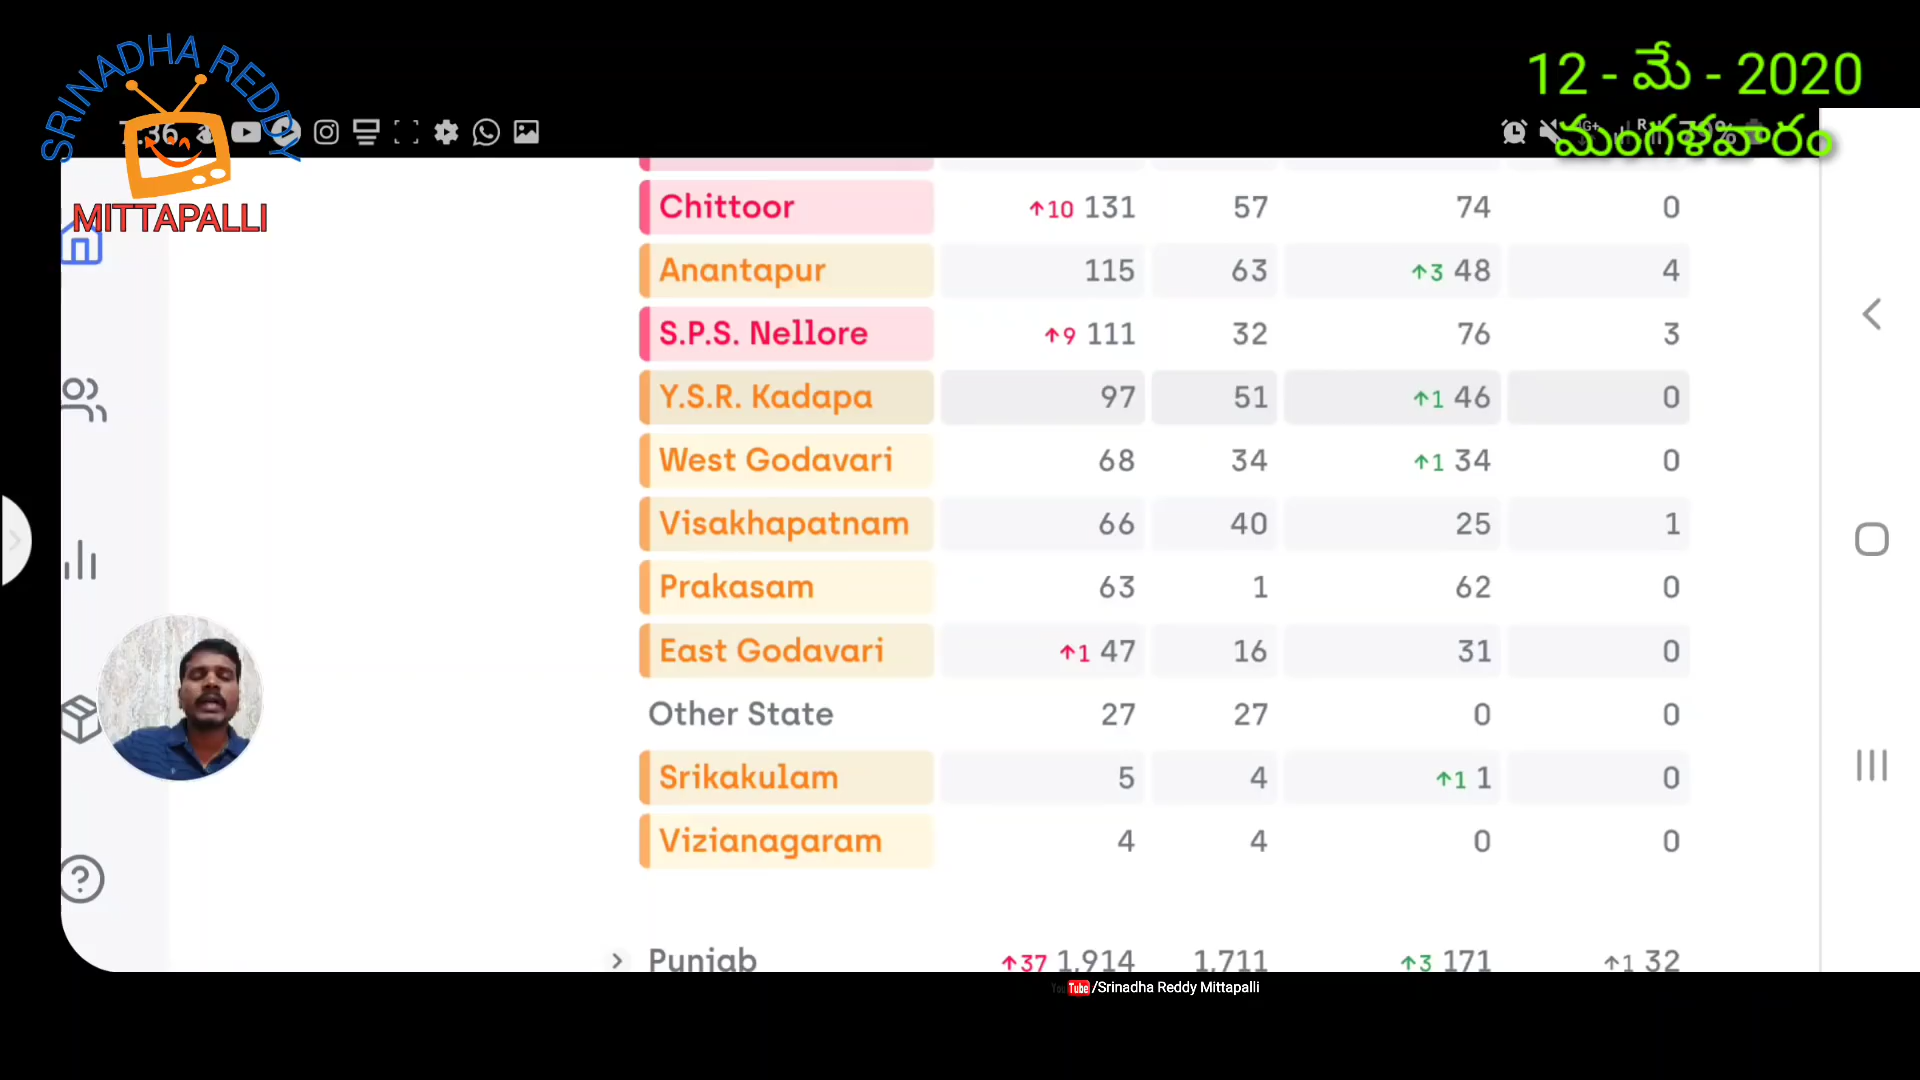 SRINADHA REDDY
MITTAPALLI
12 - మే - 2020
మంగళవారం
Chittoor ↑10 131 57 74 0
Anantapur 115 63 ↑3 48 4
S.P.S. Nellore ↑9 111 32 76 3
Y.S.R. Kadapa 97 51 ↑1 46 0
West Godavari 68 34 ↑1 34 0
Visakhapatnam 66 40 25 1
Prakasam 63 1 62 0
East Godavari ↑1 47 16 31 0
Other State 27 27 0 0
Srikakulam 5 4 ↑1 1 0
Vizianagaram 4 4 0 0
Punjab ↑37 1,914 1,711 ↑3 171 ↑1 32
YouTube /Srinadha Reddy Mittapalli